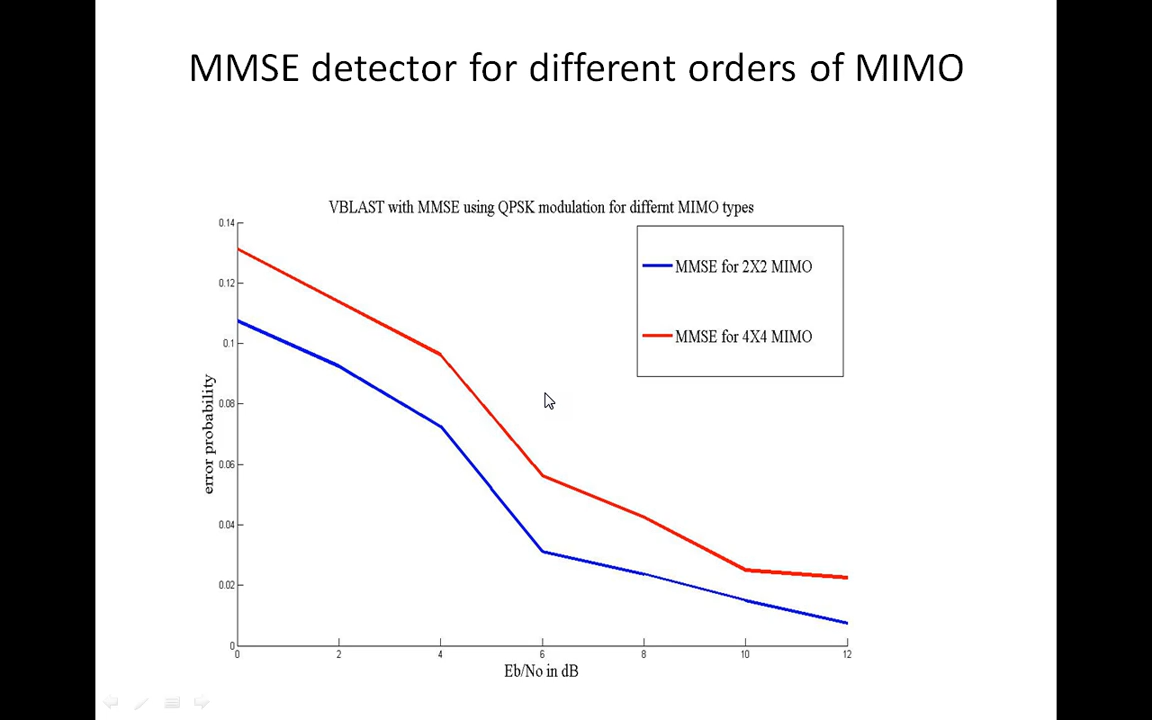 MMSE detector for different orders of MIMO
VBLAST with MMSE using QPSK modulation for differnt MIMO types
MMSE for 2X2 MIMO
MMSE for 4X4 MIMO
error probability
0.14
0.12
0.1
0.08
0.06
0.04
0.02
0
0 2 4 6 8 10 12
Eb/No in dB